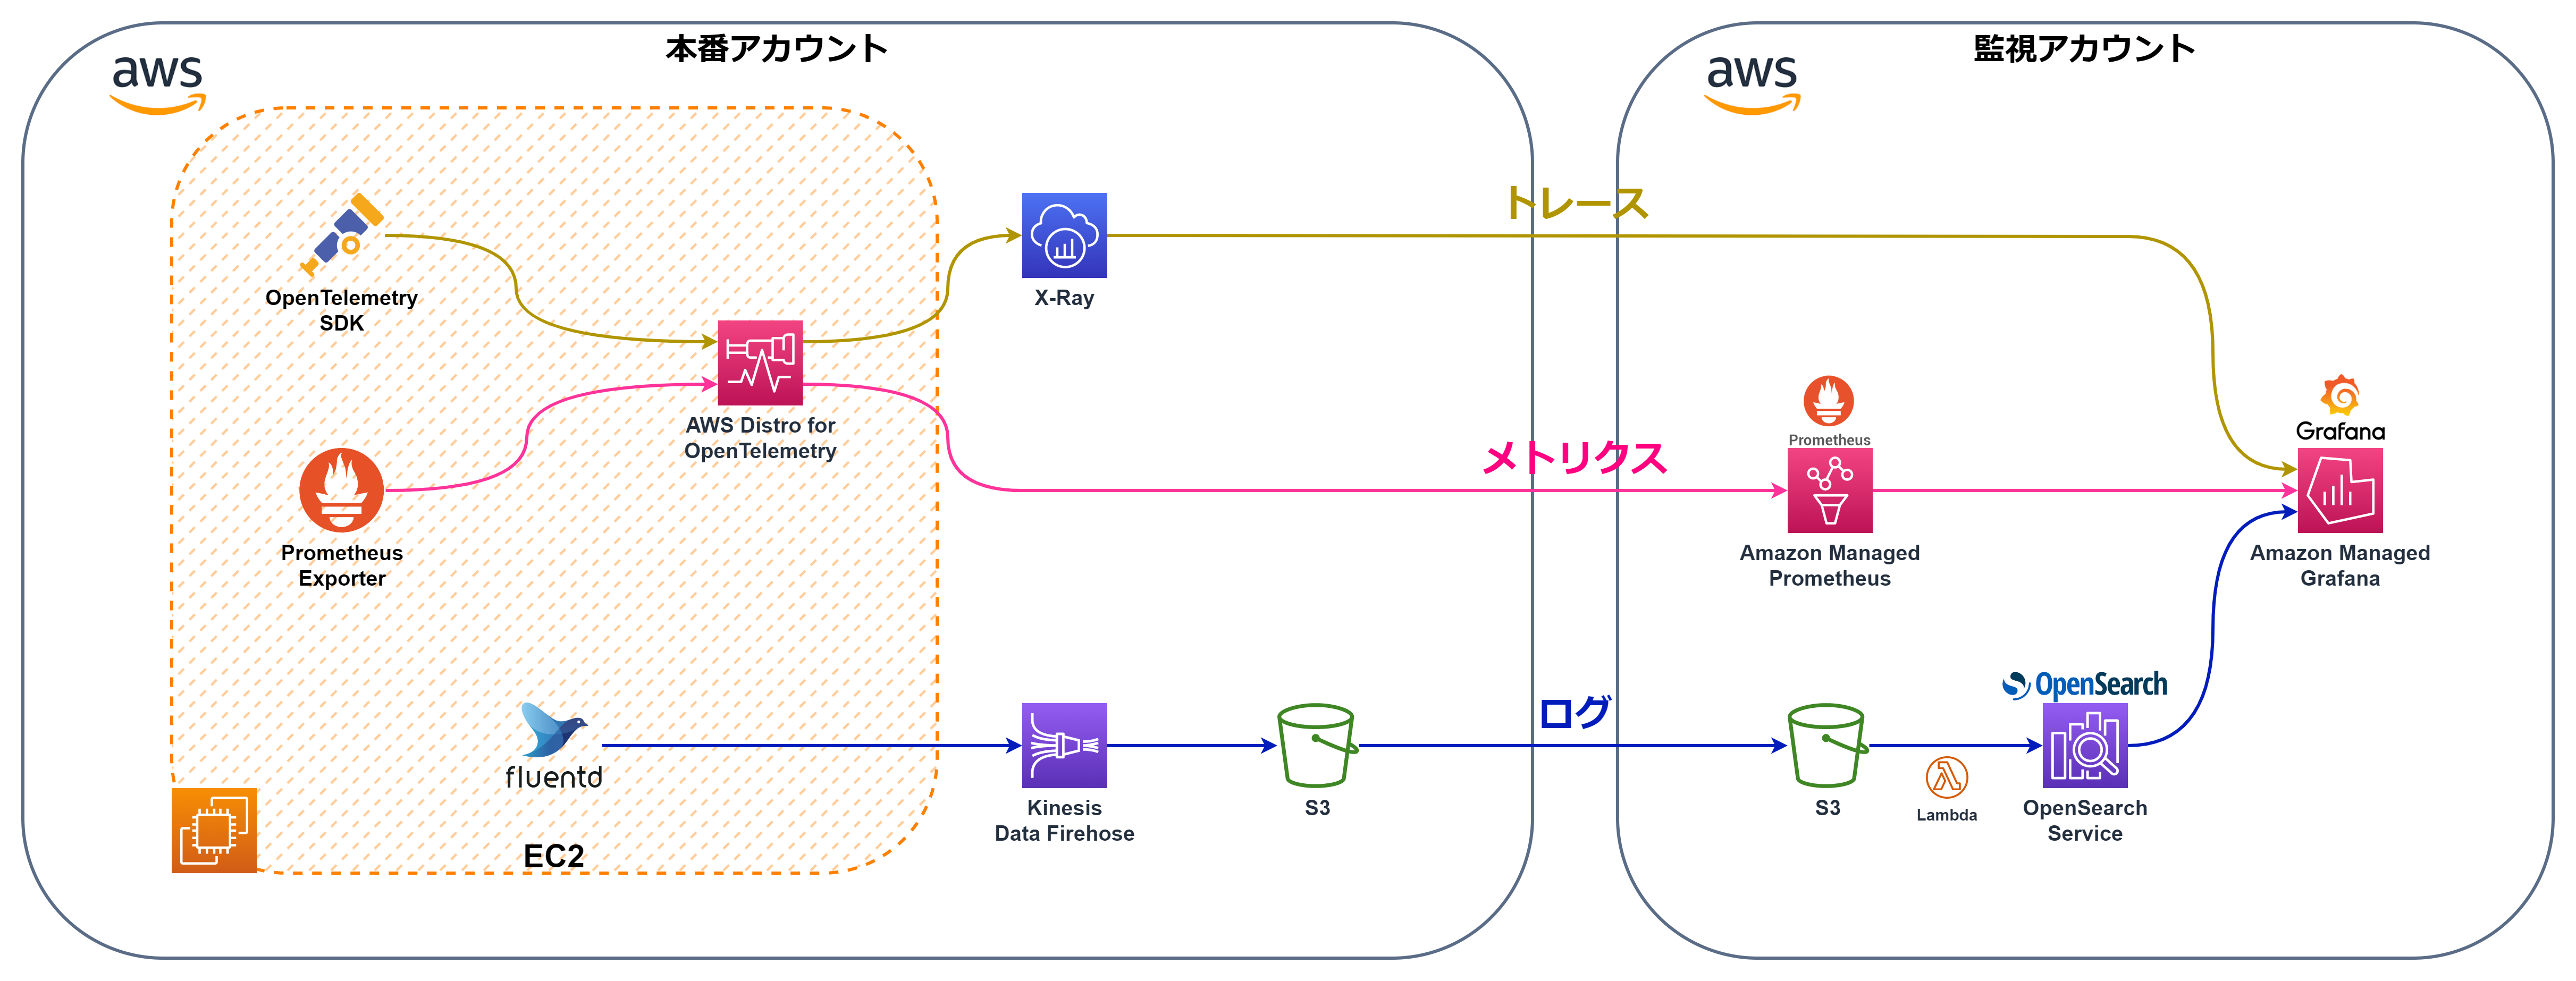 本番アカウント
監視アカウント
aws
aws
トレース
OpenTelemetry
SDK
X-Ray
AWS Distro for
OpenTelemetry
Prometheus
Exporter
メトリクス
Prometheus
Amazon Managed
Prometheus
Grafana
Amazon Managed
Grafana
fluentd
EC2
Kinesis
Data Firehose
S3
ログ
S3
Lambda
OpenSearch
OpenSearch
Service